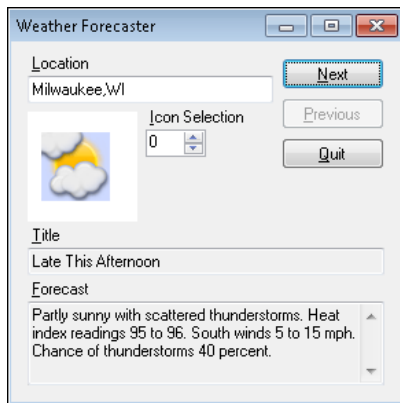 Weather Forecaster
Location
Milwaukee,WI
Next
Previous
Icon Selection
0
Quit
Title
Late This Afternoon
Forecast
Partly sunny with scattered thunderstorms. Heat
index readings 95 to 96. South winds 5 to 15 mph.
Chance of thunderstorms 40 percent.